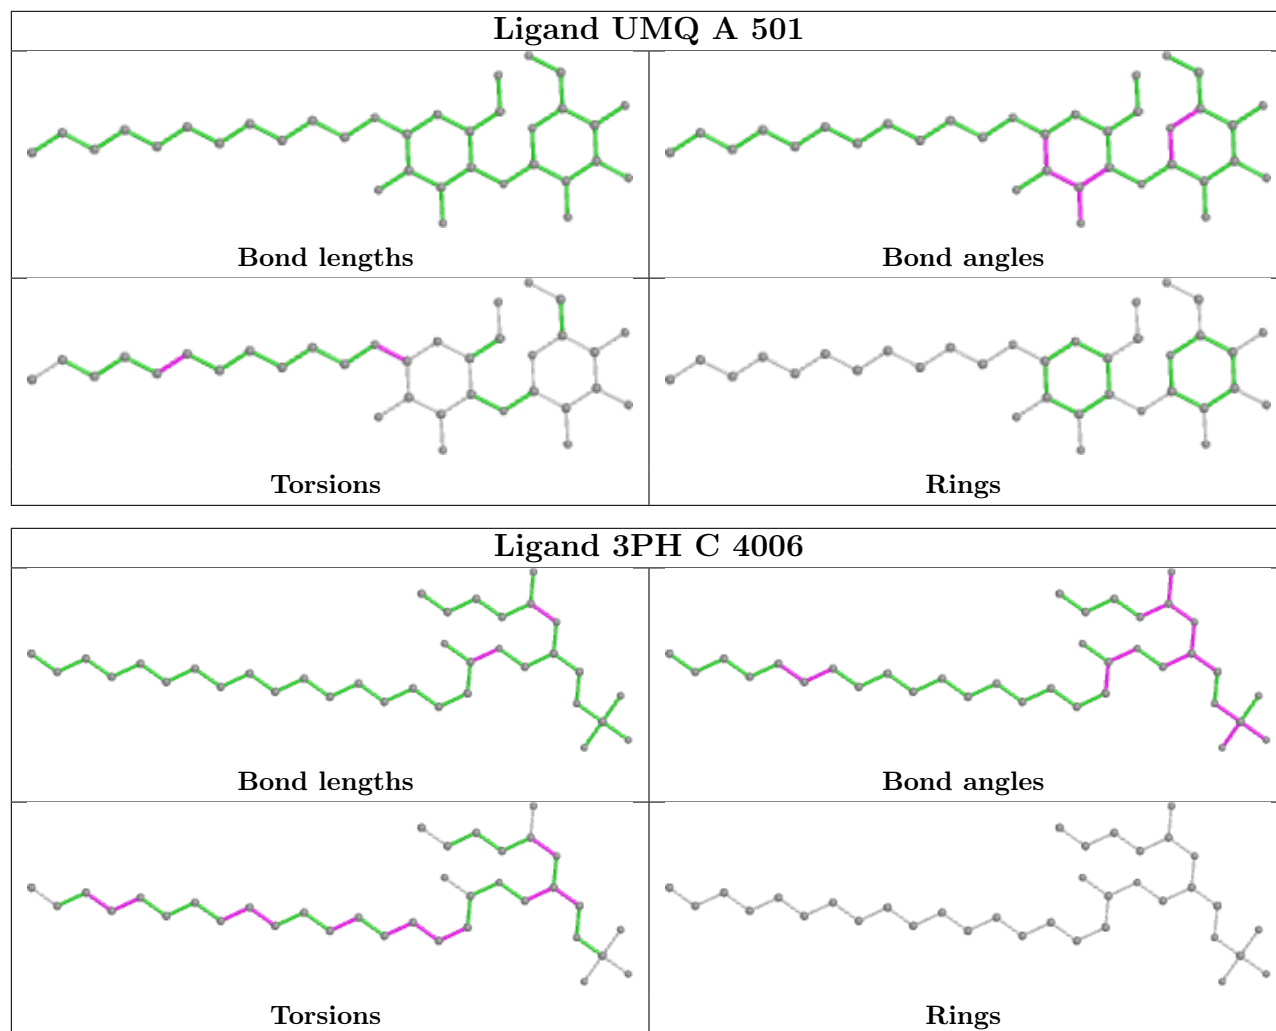 Ligand UMQ A 501
Bond lengths
Bond angles
Torsions
Rings
Ligand 3PH C 4006
Bond lengths
Bond angles
Torsions
Rings